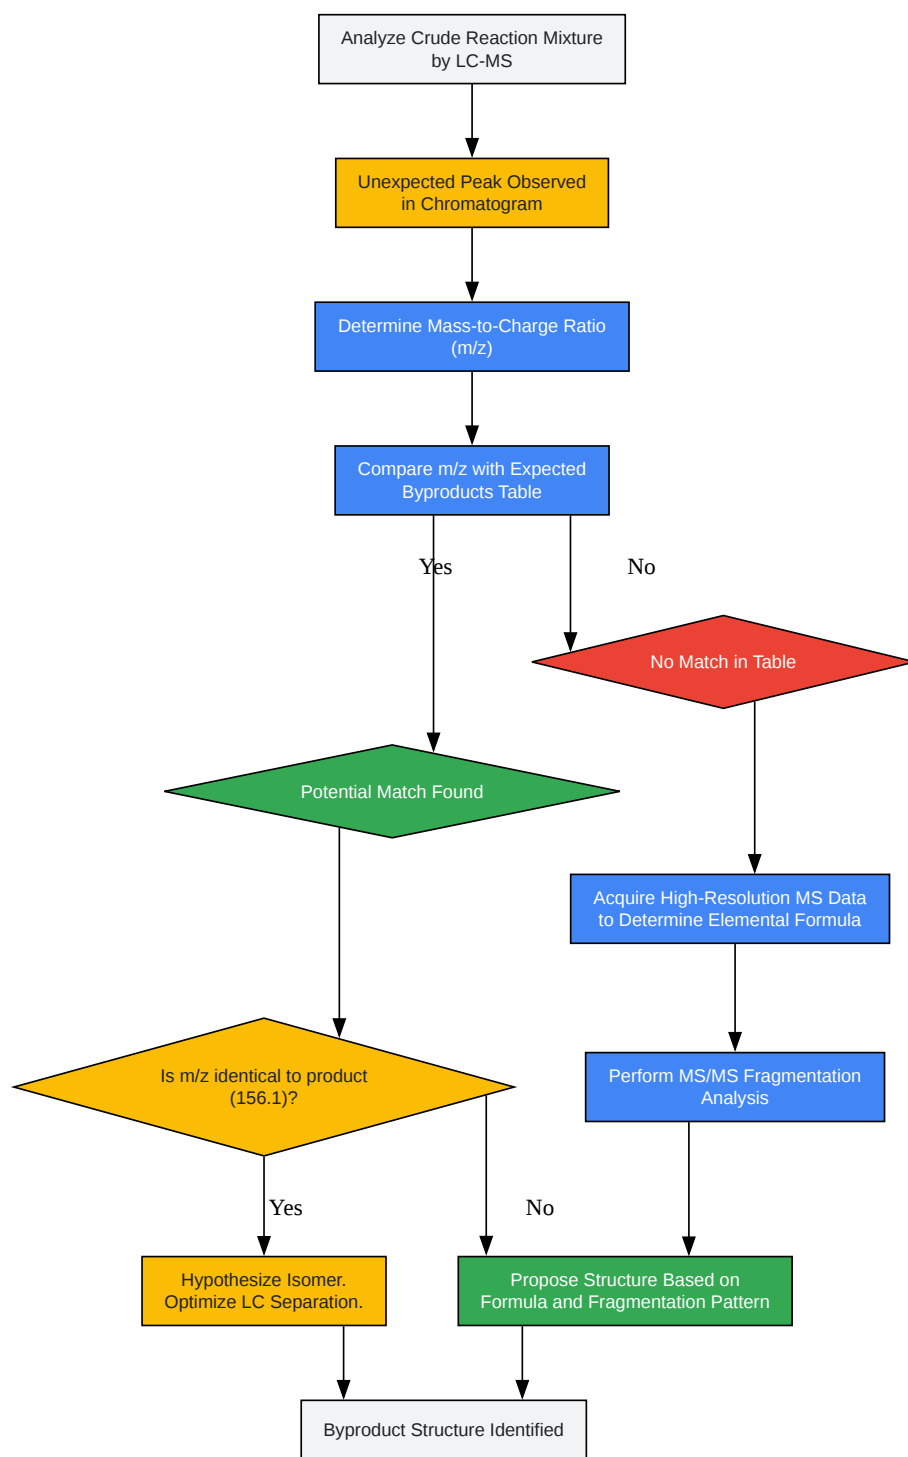 Analyze Crude Reaction Mixture
by LC-MS
Unexpected Peak Observed
in Chromatogram
Determine Mass-to-Charge Ratio
(m/z)
Compare m/z with Expected
Byproducts Table
Yes
No
No Match in Table
Potential Match Found
Acquire High-Resolution MS Data
to Determine Elemental Formula
Is m/z identical to product
(156.1)?
Perform MS/MS Fragmentation
Analysis
Yes
No
Hypothesize Isomer.
Optimize LC Separation.
Propose Structure Based on
Formula and Fragmentation Pattern
Byproduct Structure Identified